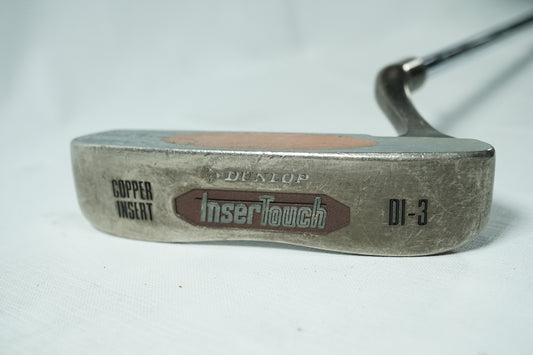 DUNLOP
COPPER
INSERT
InserTouch
DI-3